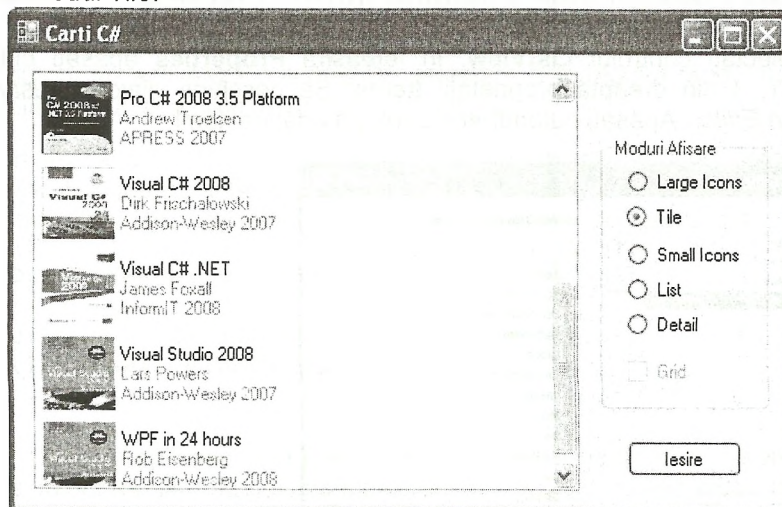 Carti C#
Pro C# 2008 3.5 Platform
Andrew Troelsen
APRESS 2007
Visual C# 2008
Dirk Frischalowski
Addison-Wesley 2007
Visual C# .NET
James Foxall
InformIT 2008
Visual Studio 2008
Lars Powers
Addison-Wesley 2007
WPF in 24 hours
Rob Eisenberg
Addison-Wesley 2008
Moduri Afisare
Large Icons
Tile
Small Icons
List
Detail
Grid
Iesire